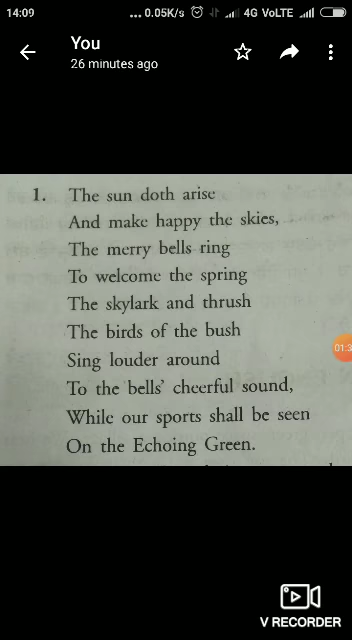 14:09 ... 0.05K/s 4G VoLTE
You
26 minutes ago
1. The sun doth arise
And make happy the skies,
The merry bells ring
To welcome the spring
The skylark and thrush
The birds of the bush
Sing louder around
To the bells' cheerful sound,
01:3
While our sports shall be seen
On the Echoing Green.
V RECORDER